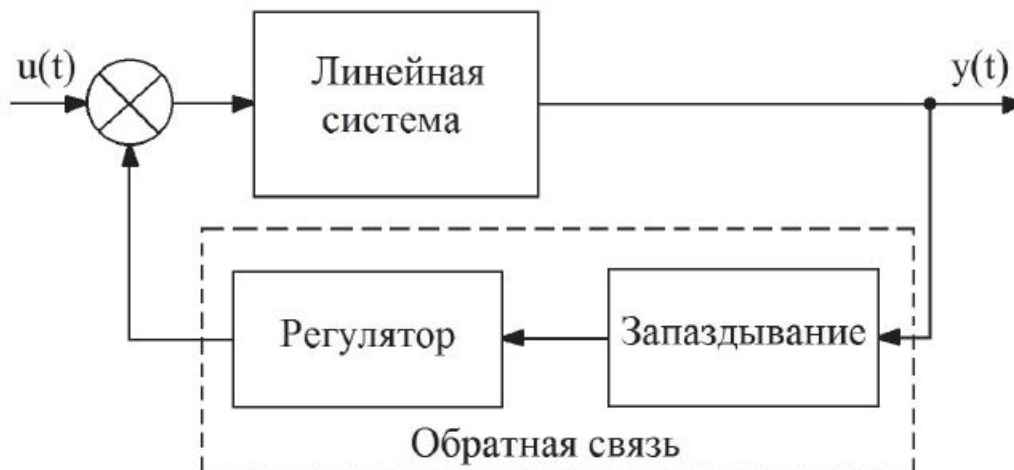 u(t)
Линейная
система
y(t)
Регулятор
Запаздывание
Обратная связь